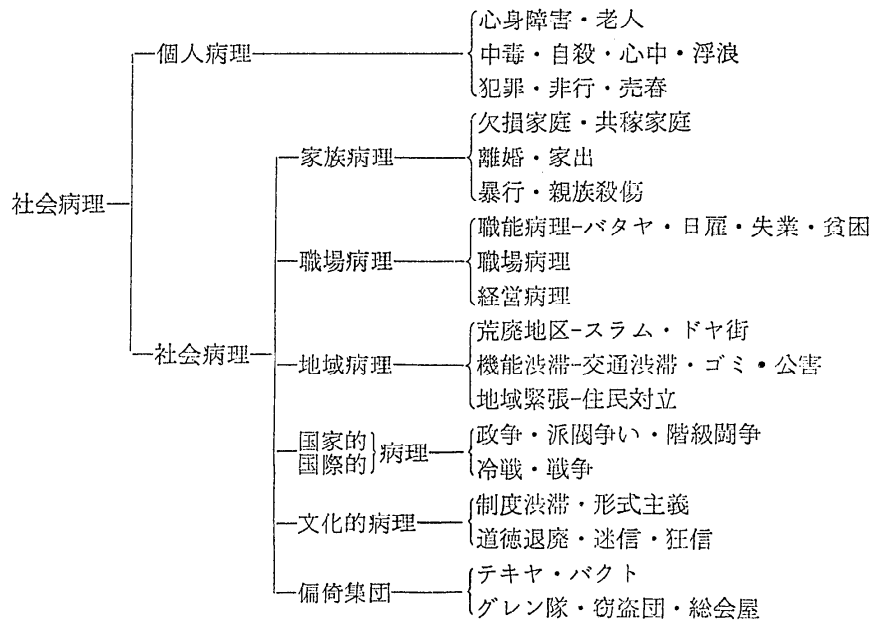 社会病理
個人病理
心身障害・老人
中毒・自殺・心中・浮浪
犯罪・非行・売春
社会病理
家族病理
欠損家庭・共稼家庭
離婚・家出
暴行・親族殺傷
職場病理
職能病理-バタヤ・日雇・失業・貧困
職場病理
経営病理
地域病理
荒廃地区-スラム・ドヤ街
機能渋滞-交通渋滞・ゴミ・公害
地域緊張-住民対立
国家的
国際的
病理
政争・派閥争い・階級闘争
冷戦・戦争
文化的病理
制度渋滞・形式主義
道徳退廃・迷信・狂信
偏倚集団
テキヤ・バクト
グレン隊・窃盗団・総会屋